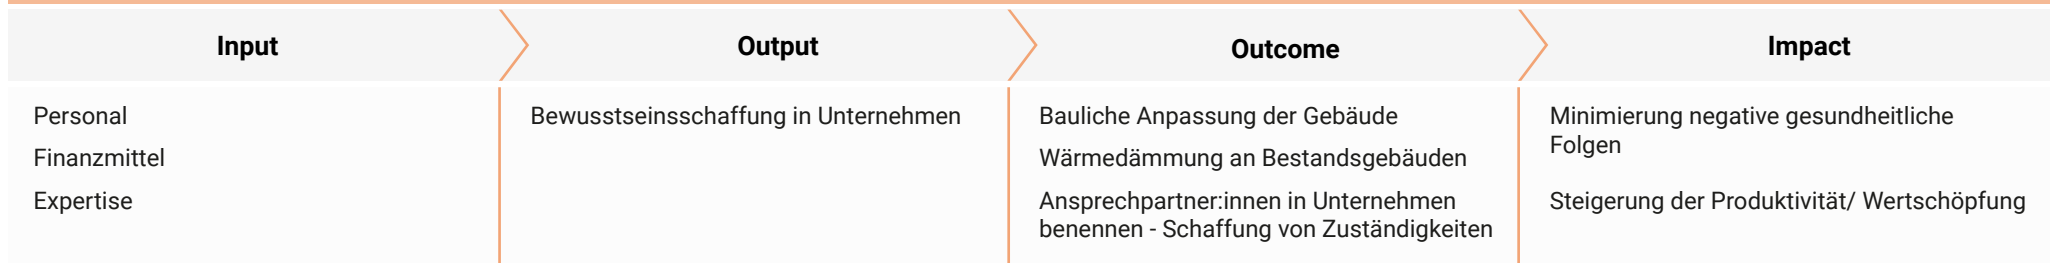 Input
Output
Outcome
Impact
Personal
Finanzmittel
Expertise
Bewusstseinsschaffung in Unternehmen
Bauliche Anpassung der Gebäude
Wärmedämmung an Bestandsgebäuden
Ansprechpartner:innen in Unternehmen
benennen - Schaffung von Zuständigkeiten
Minimierung negative gesundheitliche
Folgen
Steigerung der Produktivität/ Wertschöpfung